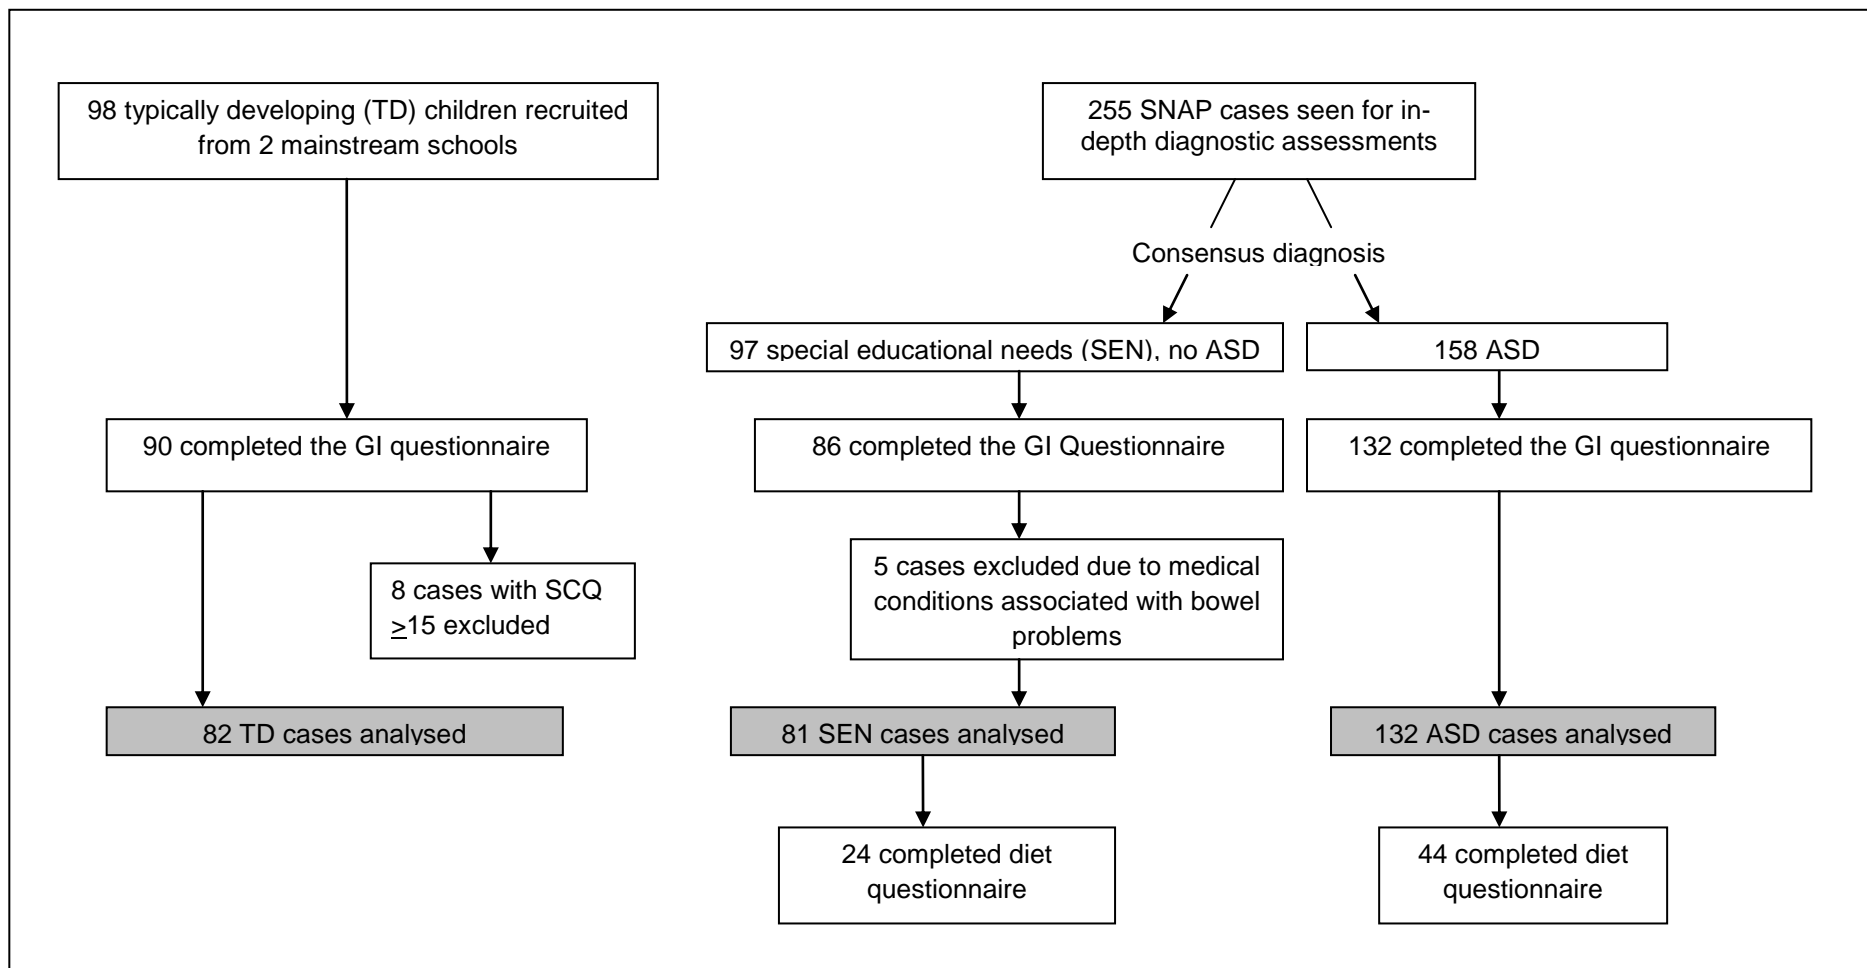 98 typically developing (TD) children recruited
from 2 mainstream schools
255 SNAP cases seen for in-
depth diagnostic assessments
Consensus diagnosis
97 special educational needs (SEN), no ASD
158 ASD
90 completed the GI questionnaire
86 completed the GI Questionnaire
132 completed the GI questionnaire
8 cases with SCQ
≥15 excluded
5 cases excluded due to medical
conditions associated with bowel
problems
82 TD cases analysed
81 SEN cases analysed
132 ASD cases analysed
24 completed diet
questionnaire
44 completed diet
questionnaire